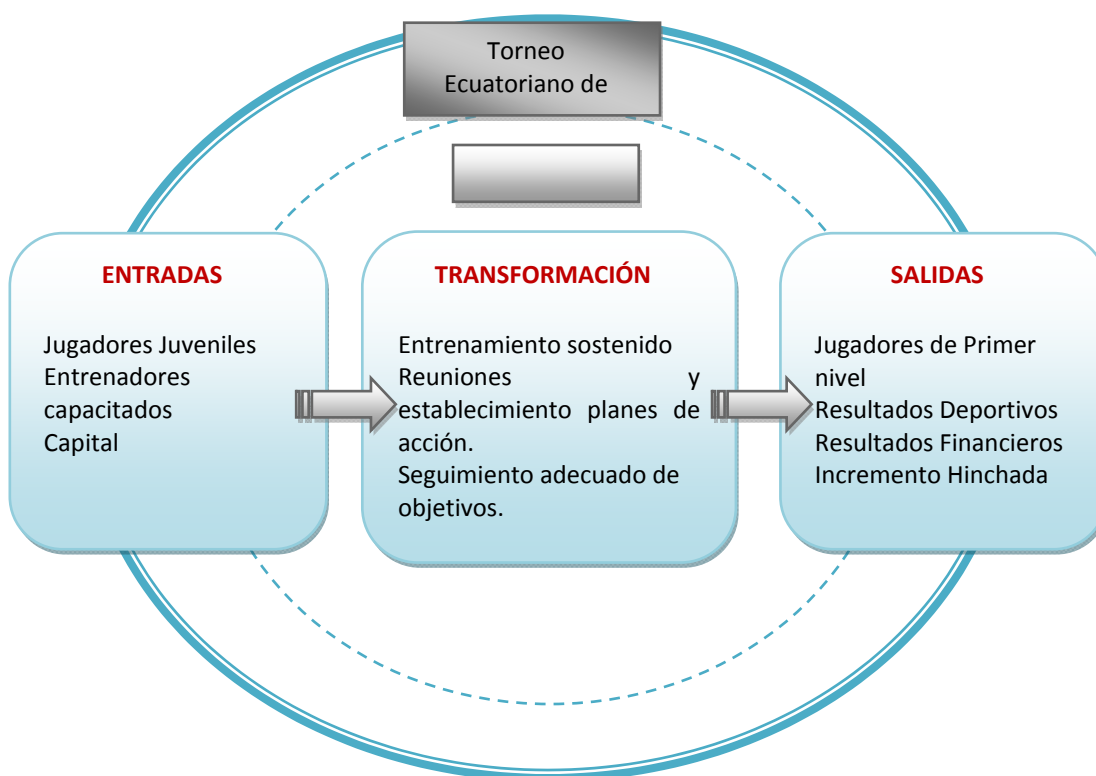 Torneo
Ecuatoriano de
ENTRADAS
Jugadores Juveniles
Entrenadores
capacitados
Capital
TRANSFORMACIÓN
Entrenamiento sostenido
Reuniones y
establecimiento planes de
acción.
Seguimiento adecuado de
objetivos.
SALIDAS
Jugadores de Primer
nivel
Resultados Deportivos
Resultados Financieros
Incremento Hinchada